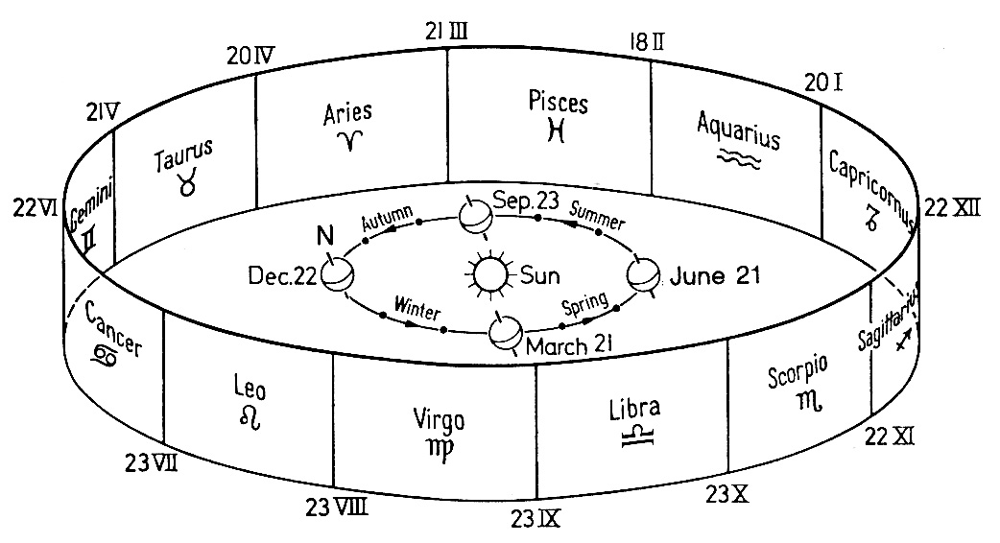 21 III
18 II
20 IV
20 I
21 V
Aries
Pisces
Aquarius
Taurus
Capricornus
Gemini
22 VI
22 XII
Sep. 23
Autumn
Summer
N
Dec. 22
Sun
June 21
Winter
Spring
March 21
Cancer
Sagittarius
Leo
Virgo
Libra
Scorpio
23 VII
23 VIII
23 IX
23 X
22 XI